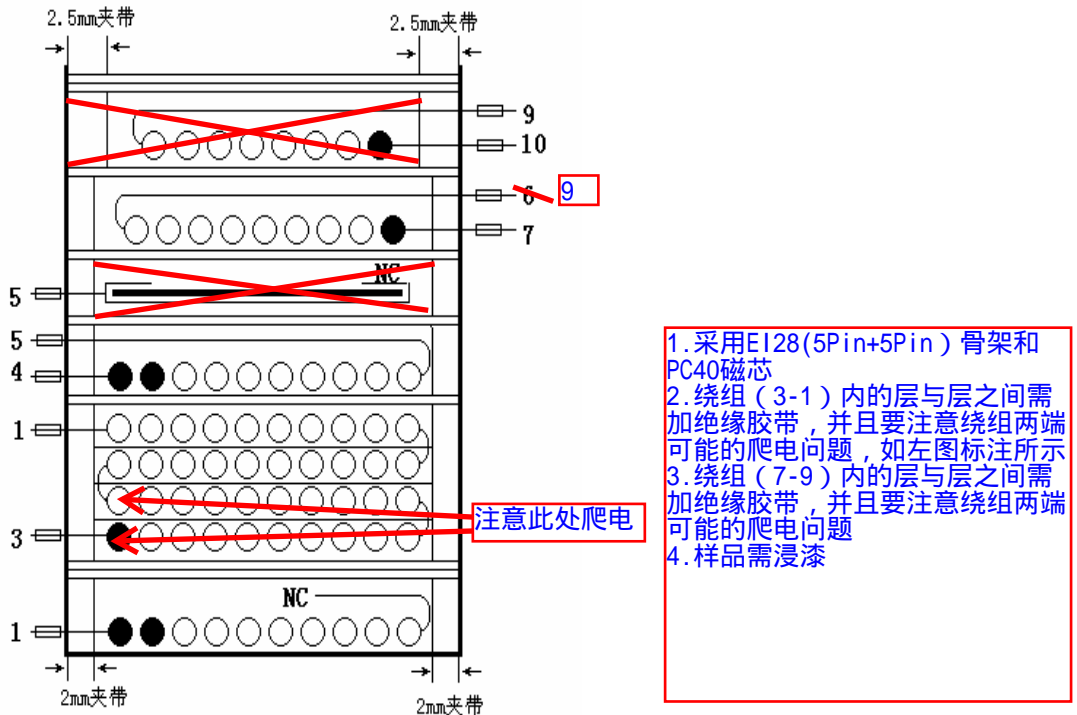 2.5mm夹带
2.5mm夹带
9
10
6
9
7
NC
5
5
4
1
3
注意此处爬电
NC
1
2mm夹带
2mm夹带
1.采用EI28(5Pin+5Pin）骨架和
PC40磁芯
2.绕组（3-1）内的层与层之间需
加绝缘胶带，并且要注意绕组两端
可能的爬电问题，如左图标注所示
3.绕组（7-9）内的层与层之间需
加绝缘胶带，并且要注意绕组两端
可能的爬电问题
4.样品需浸漆